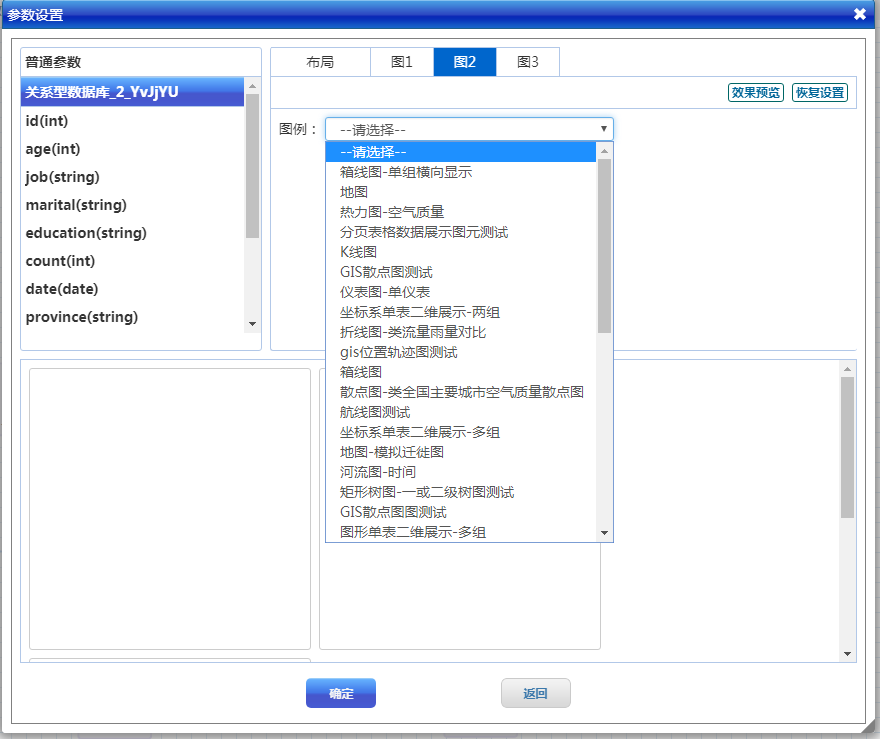 参数设置
普通参数
关系型数据库_2_YvJjYU
id(int)
age(int)
job(string)
marital(string)
education(string)
count(int)
date(date)
province(string)
布局 图1 图2 图3
效果预览 恢复设置
图例： --请选择--
--请选择--
箱线图-单组横向显示
地图
热力图-空气质量
分页表格数据展示图元测试
K线图
GIS散点图测试
仪表图-单仪表
坐标系单表二维展示-两组
折线图-类流量雨量对比
gis位置轨迹图测试
箱线图
散点图-类全国主要城市空气质量散点图
航线图测试
坐标系单表二维展示-多组
地图-模拟迁徙图
河流图-时间
矩形树图-一或二级树图测试
GIS散点图图测试
图形单表二维展示-多组
确定 返回